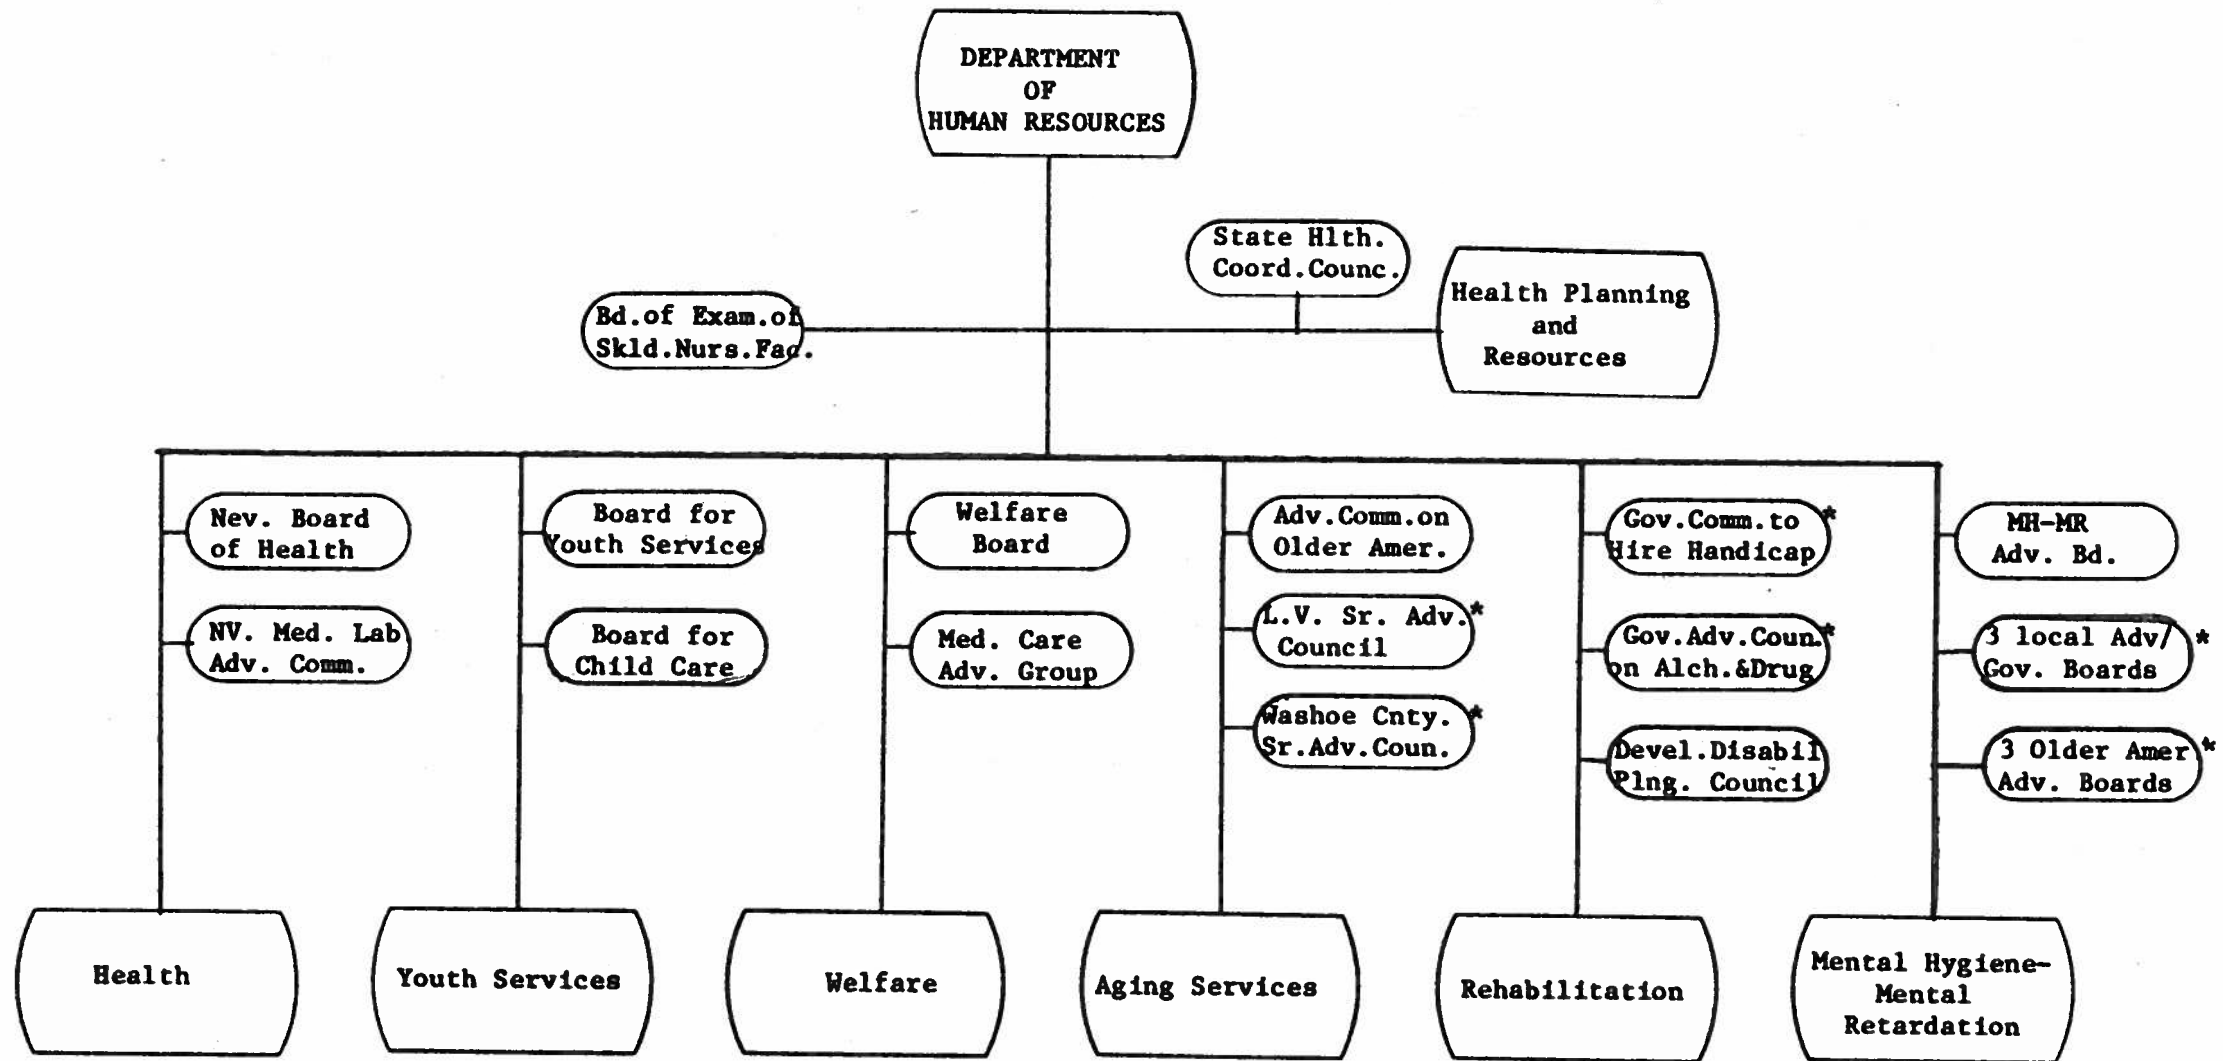 DEPARTMENT
OF
HUMAN RESOURCES
State Hlth.
Coord.Counc.
Health Planning
and
Resources
Bd.of Exam.of
Skld.Nurs.Fac.
Nev. Board
of Health
NV. Med. Lab
Adv. Comm.
Board for
Youth Services
Board for
Child Care
Welfare
Board
Med. Care
Adv. Group
Adv.Comm.on
Older Amer.
L.V. Sr. Adv.*
Council
Washoe Cnty.*
Sr.Adv.Coun.
Gov.Comm.to*
Hire Handicap
Gov.Adv.Coun.*
on Alch.&Drug
Devel.Disabil
Plng. Council
MH-MR
Adv. Bd.
3 local Adv/*
Gov. Boards
3 Older Amer*
Adv. Boards
Health
Youth Services
Welfare
Aging Services
Rehabilitation
Mental Hygiene-
Mental
Retardation